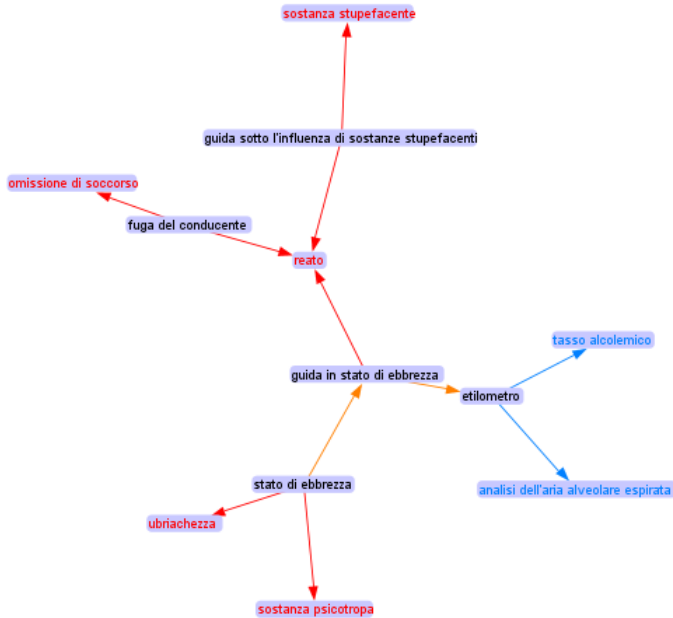 sostanza stupefacente
guida sotto l'influenza di sostanze stupefacenti
omissione di soccorso
fuga del conducente
reato
tasso alcolemico
guida in stato di ebbrezza
etilometro
stato di ebbrezza
analisi dell'aria alveolare espirata
ubriachezza
sostanza psicotropa